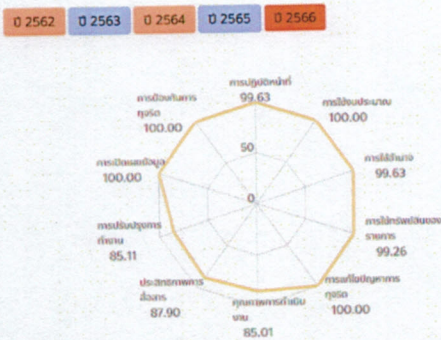 ปี 2562 ปี 2563 ปี 2564 ปี 2565 ปี 2566
การปฏิบัติหน้าที่
99.63
การใช้งบประมาณ
100.00
การใช้อำนาจ
99.63
การใช้ทรัพย์สินของ
ราชการ
99.26
การแก้ไขปัญหาการ
ทุจริต
100.00
คุณภาพการดำเนิน
งาน
85.01
ประสิทธิภาพการ
สื่อสาร
87.90
การปรับปรุงการ
ทำงาน
85.11
การเปิดเผยข้อมูล
100.00
การป้องกันการ
ทุจริต
100.00
50
0